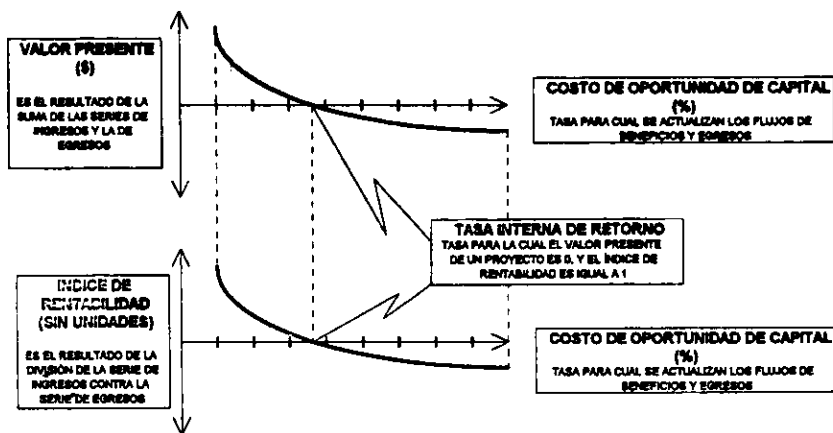 VALOR PRESENTE
($)
ES EL RESULTADO DE LA
SUMA DE LAS SERIES DE
INGRESOS Y LA DE
EGRESOS
COSTO DE OPORTUNIDAD DE CAPITAL
(%)
TASA PARA CUAL SE ACTUALIZAN LOS FLUJOS DE
BENEFICIOS Y EGRESOS
TASA INTERNA DE RETORNO
TASA PARA LA CUAL EL VALOR PRESENTE
DE UN PROYECTO ES 0, Y EL ÍNDICE DE
RENTABILIDAD ES IGUAL A 1
INDICE DE
RENTABILIDAD
(SIN UNIDADES)
ES EL RESULTADO DE LA
DIVISIÓN DE LA SERIE DE
INGRESOS CONTRA LA
SERIE DE EGRESOS
COSTO DE OPORTUNIDAD DE CAPITAL
(%)
TASA PARA CUAL SE ACTUALIZAN LOS FLUJOS DE
BENEFICIOS Y EGRESOS